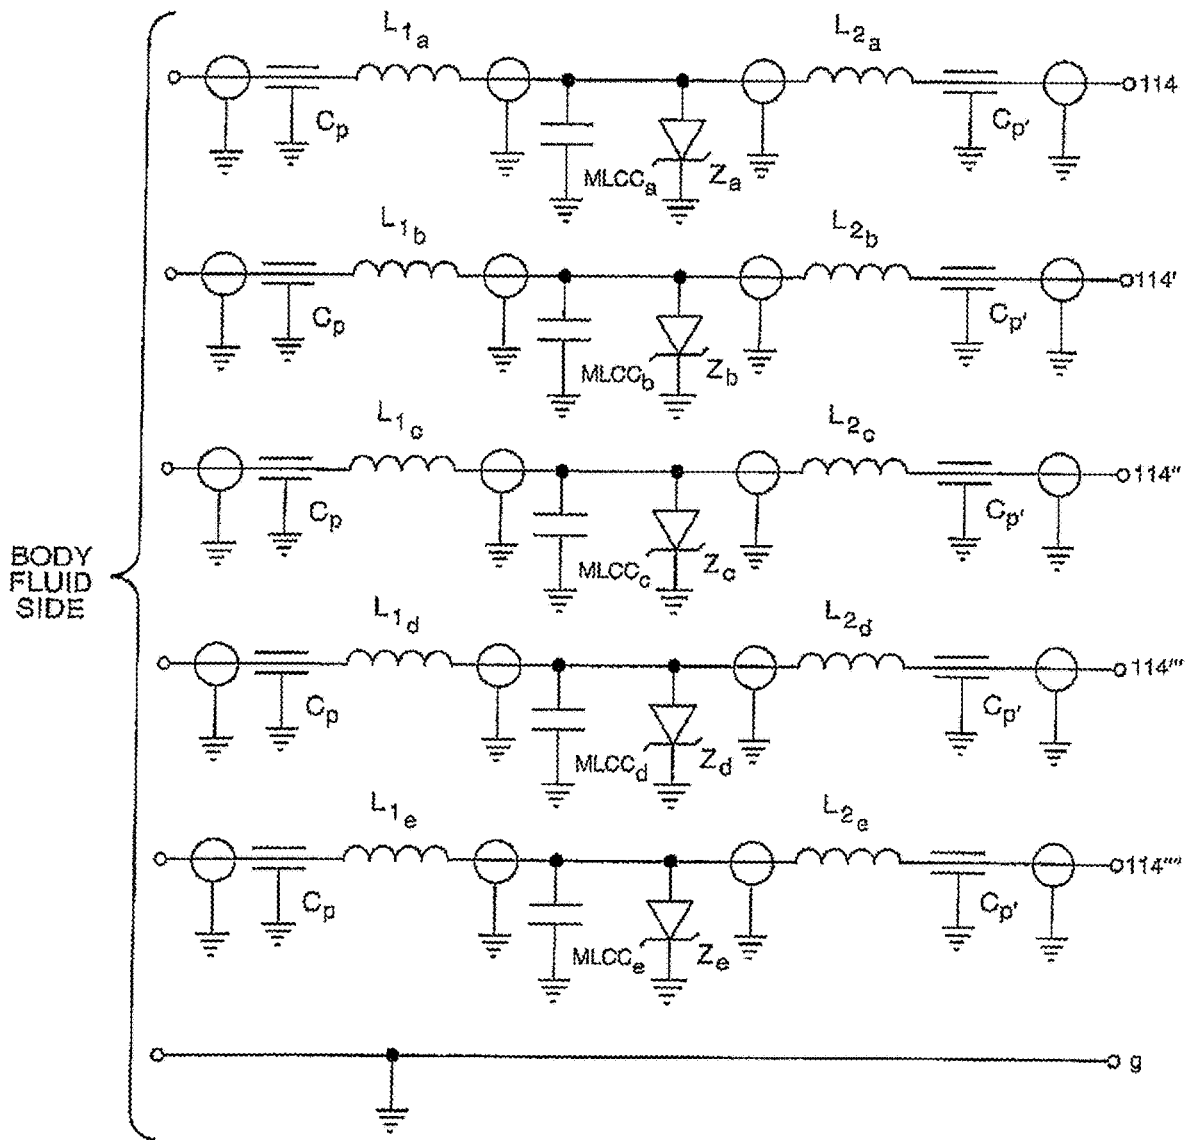 L1a L2a
Cp Cp' 114
MLCCa Za
L1b L2b
Cp Cp' 114'
MLCCb Zb
L1c L2c
Cp Cp' 114''
MLCCc Zc
BODY
FLUID
SIDE
L1d L2d
Cp Cp' 114'''
MLCCd Zd
L1e L2e
Cp Cp' 114''''
MLCCe Ze
g